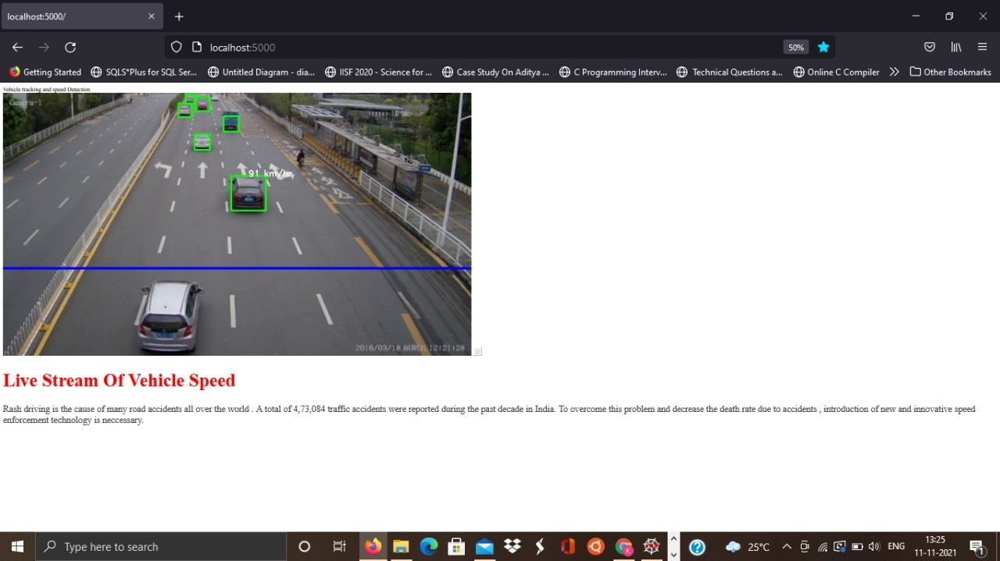 localhost:5000/
localhost:5000
50%
Getting Started
SQLS*Plus for SQL Ser...
Untitled Diagram - dia...
IISF 2020 - Science for ...
Case Study On Aditya ...
C Programming Interv...
Technical Questions a...
Online C Compiler
Other Bookmarks
Vehicle tracking and speed Detection
Camera-1
91 km/hr
2016/03/18 星期五 12:21:28
Live Stream Of Vehicle Speed
Rash driving is the cause of many road accidents all over the world . A total of 4,73,084 traffic accidents were reported during the past decade in India. To overcome this problem and decrease the death rate due to accidents , introduction of new and innovative speed
enforcement technology is neccessary.
Type here to search
25°C
ENG
13:25
11-11-2021
1